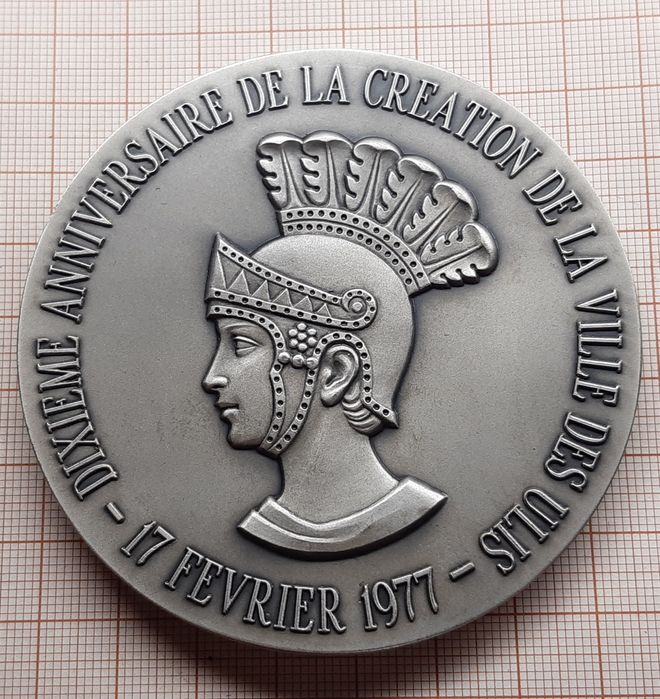 DIXIEME ANNIVERSAIRE DE LA CREATION DE LA VILLE DES ULIS
– 17 FEVRIER 1977 –